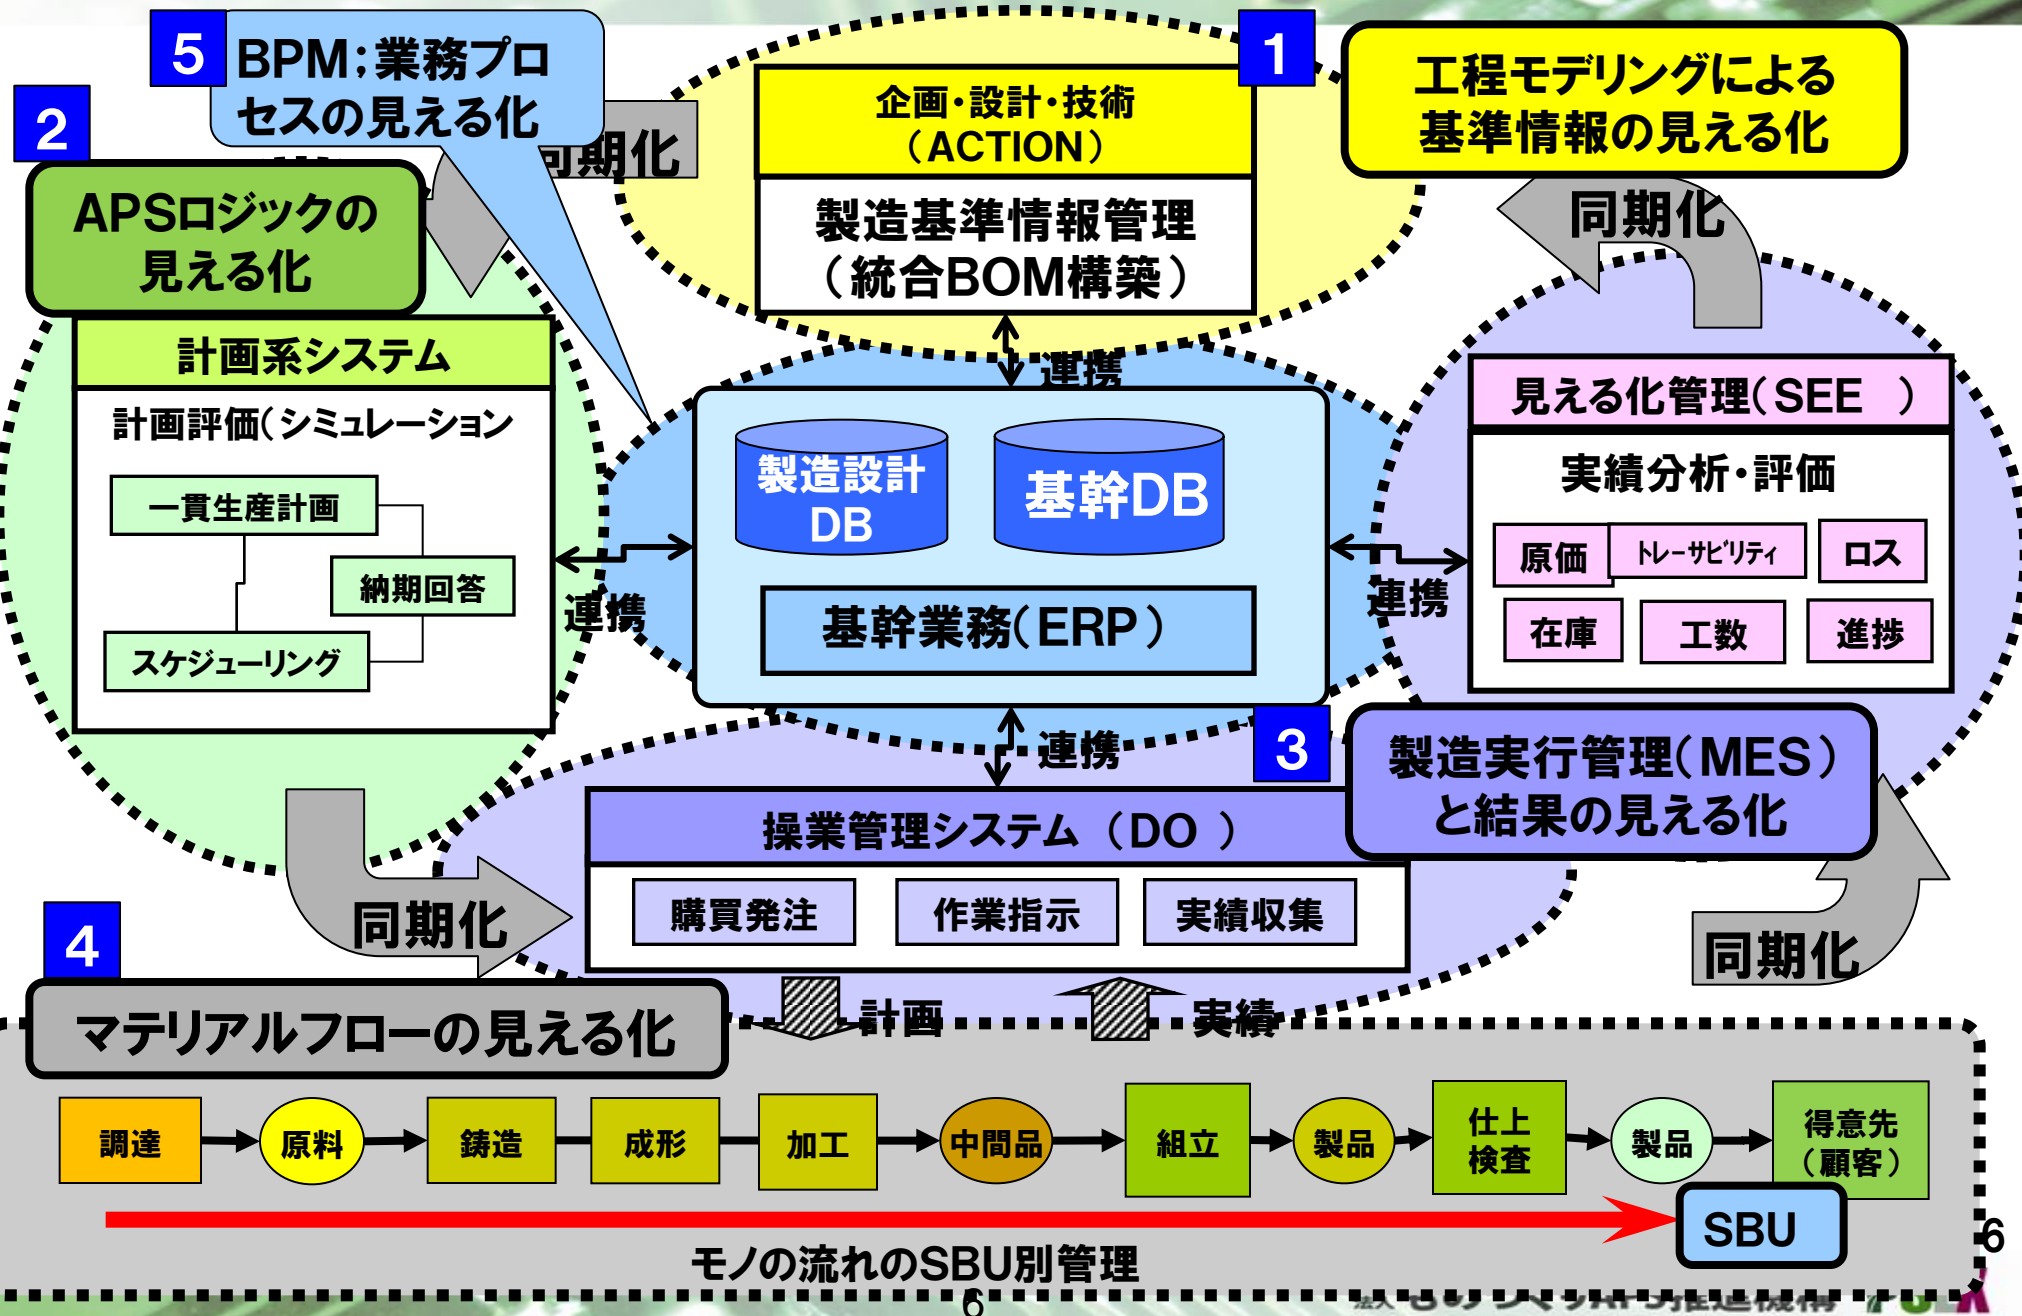 5
BPM；業務プロ
セスの見える化
1
工程モデリングによる
基準情報の見える化
2
APSロジックの
見える化
同期化
企画・設計・技術
（ACTION）
製造基準情報管理
（統合BOM構築）
同期化
連携
計画系システム
計画評価（シミュレーション
一貫生産計画
納期回答
スケジューリング
連携
製造設計
DB
基幹DB
基幹業務（ERP）
連携
見える化管理（SEE ）
実績分析・評価
原価
ﾄﾚｰｻﾋﾞﾘﾃｨ
ロス
在庫
工数
進捗
連携
3
製造実行管理（MES）
と結果の見える化
操業管理システム（DO ）
購買発注
作業指示
実績収集
同期化
同期化
4
マテリアルフローの見える化
計画
実績
調達
原料
鋳造
成形
加工
中間品
組立
製品
仕上
検査
製品
得意先
（顧客）
SBU
モノの流れのSBU別管理
6
6